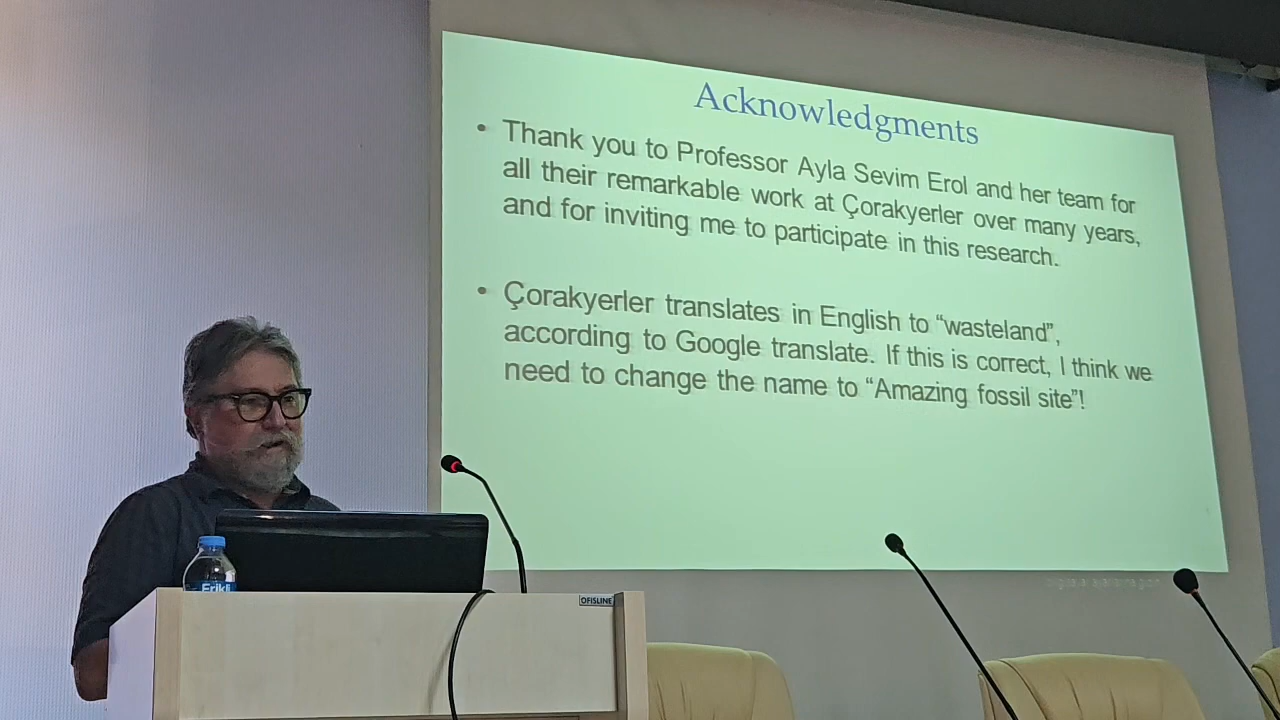 Acknowledgments
• Thank you to Professor Ayla Sevim Erol and her team for
all their remarkable work at Çorakyerler over many years,
and for inviting me to participate in this research.
• Çorakyerler translates in English to “wasteland”,
according to Google translate. If this is correct, I think we
need to change the name to “Amazing fossil site”!
Erikli
OFISLINE